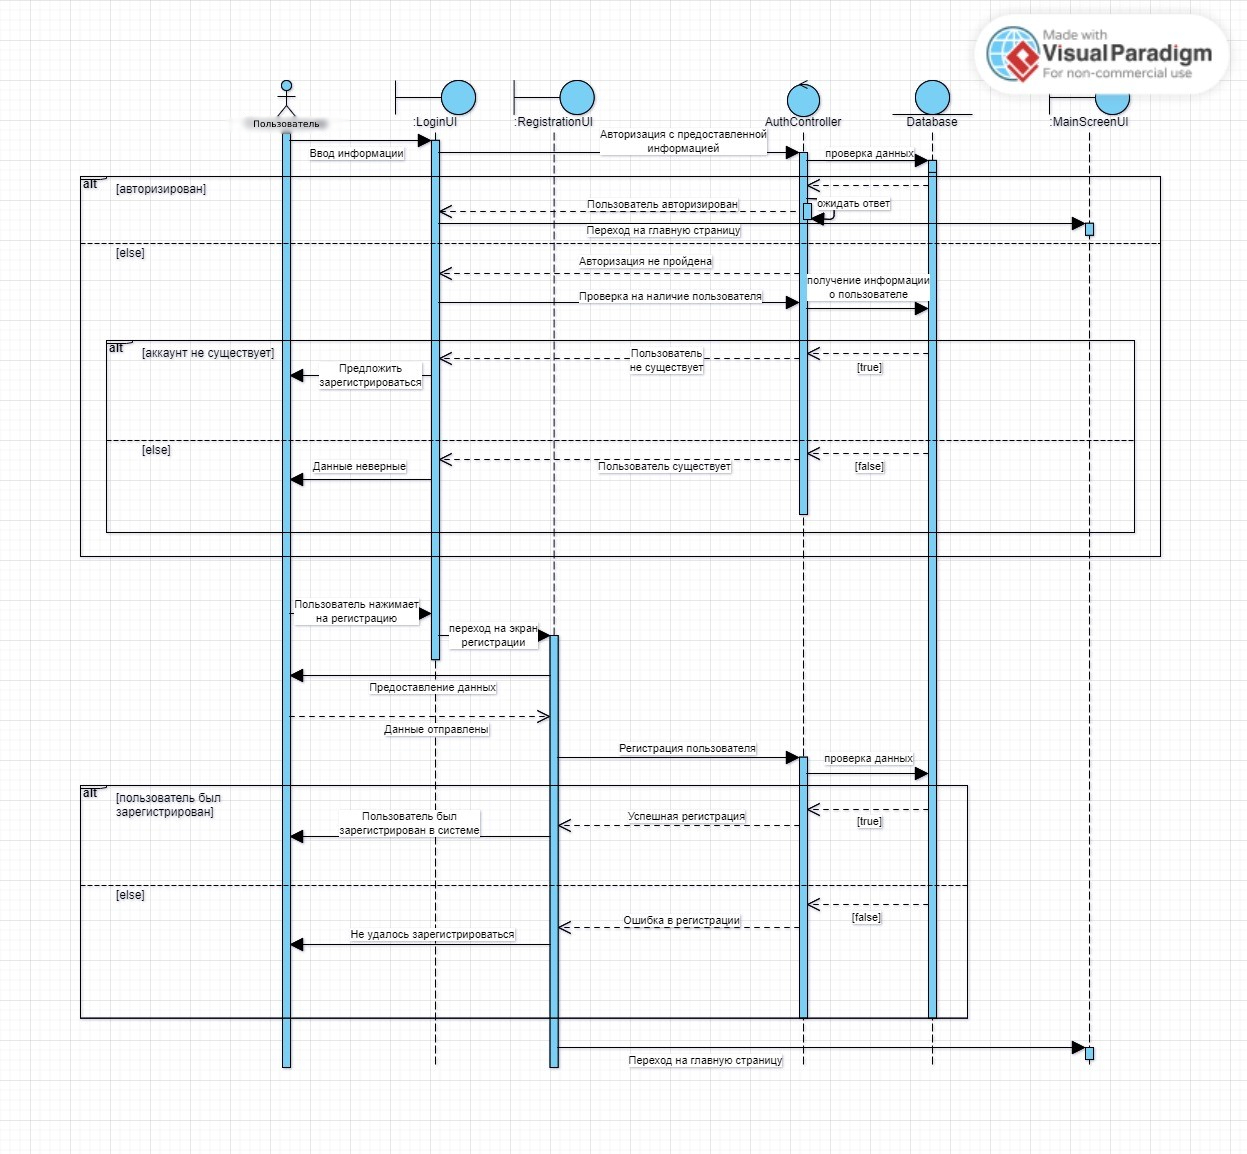 Made with
Visual Paradigm
For non-commercial use
Пользователь
:LoginUI
:RegistrationUI
AuthController
Database
:MainScreenUI
Ввод информации
Авторизация с предоставленной
информацией
проверка данных
alt
[авторизирован]
ожидать ответ
Пользователь авторизирован
Переход на главную страницу
[else]
Авторизация не пройдена
получение информации
о пользователе
Проверка на наличие пользователя
alt
[аккаунт не существует]
Пользователь
не существует
[true]
Предложить
зарегистрироваться
[else]
Данные неверные
Пользователь существует
[false]
Пользователь нажимает
на регистрацию
переход на экран
регистрации
Предоставление данных
Данные отправлены
Регистрация пользователя
проверка данных
alt
[пользователь был
зарегистрирован]
Пользователь был
зарегистрирован в системе
Успешная регистрация
[true]
[else]
Ошибка в регистрации
[false]
Не удалось зарегистрироваться
Переход на главную страницу